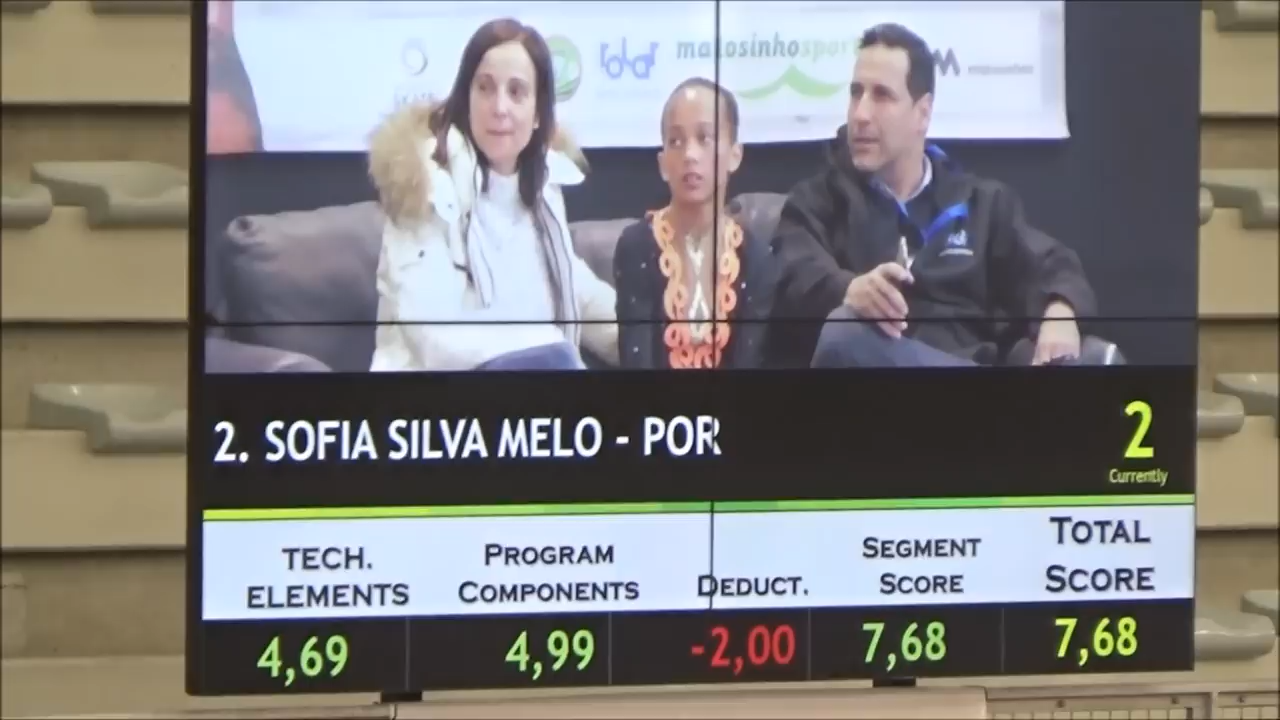 rolar
matosinhosport
2. SOFIA SILVA MELO - POR
2
Currently
TECH. ELEMENTS
PROGRAM COMPONENTS
DEDUCT.
SEGMENT SCORE
TOTAL SCORE
4,69
4,99
-2,00
7,68
7,68